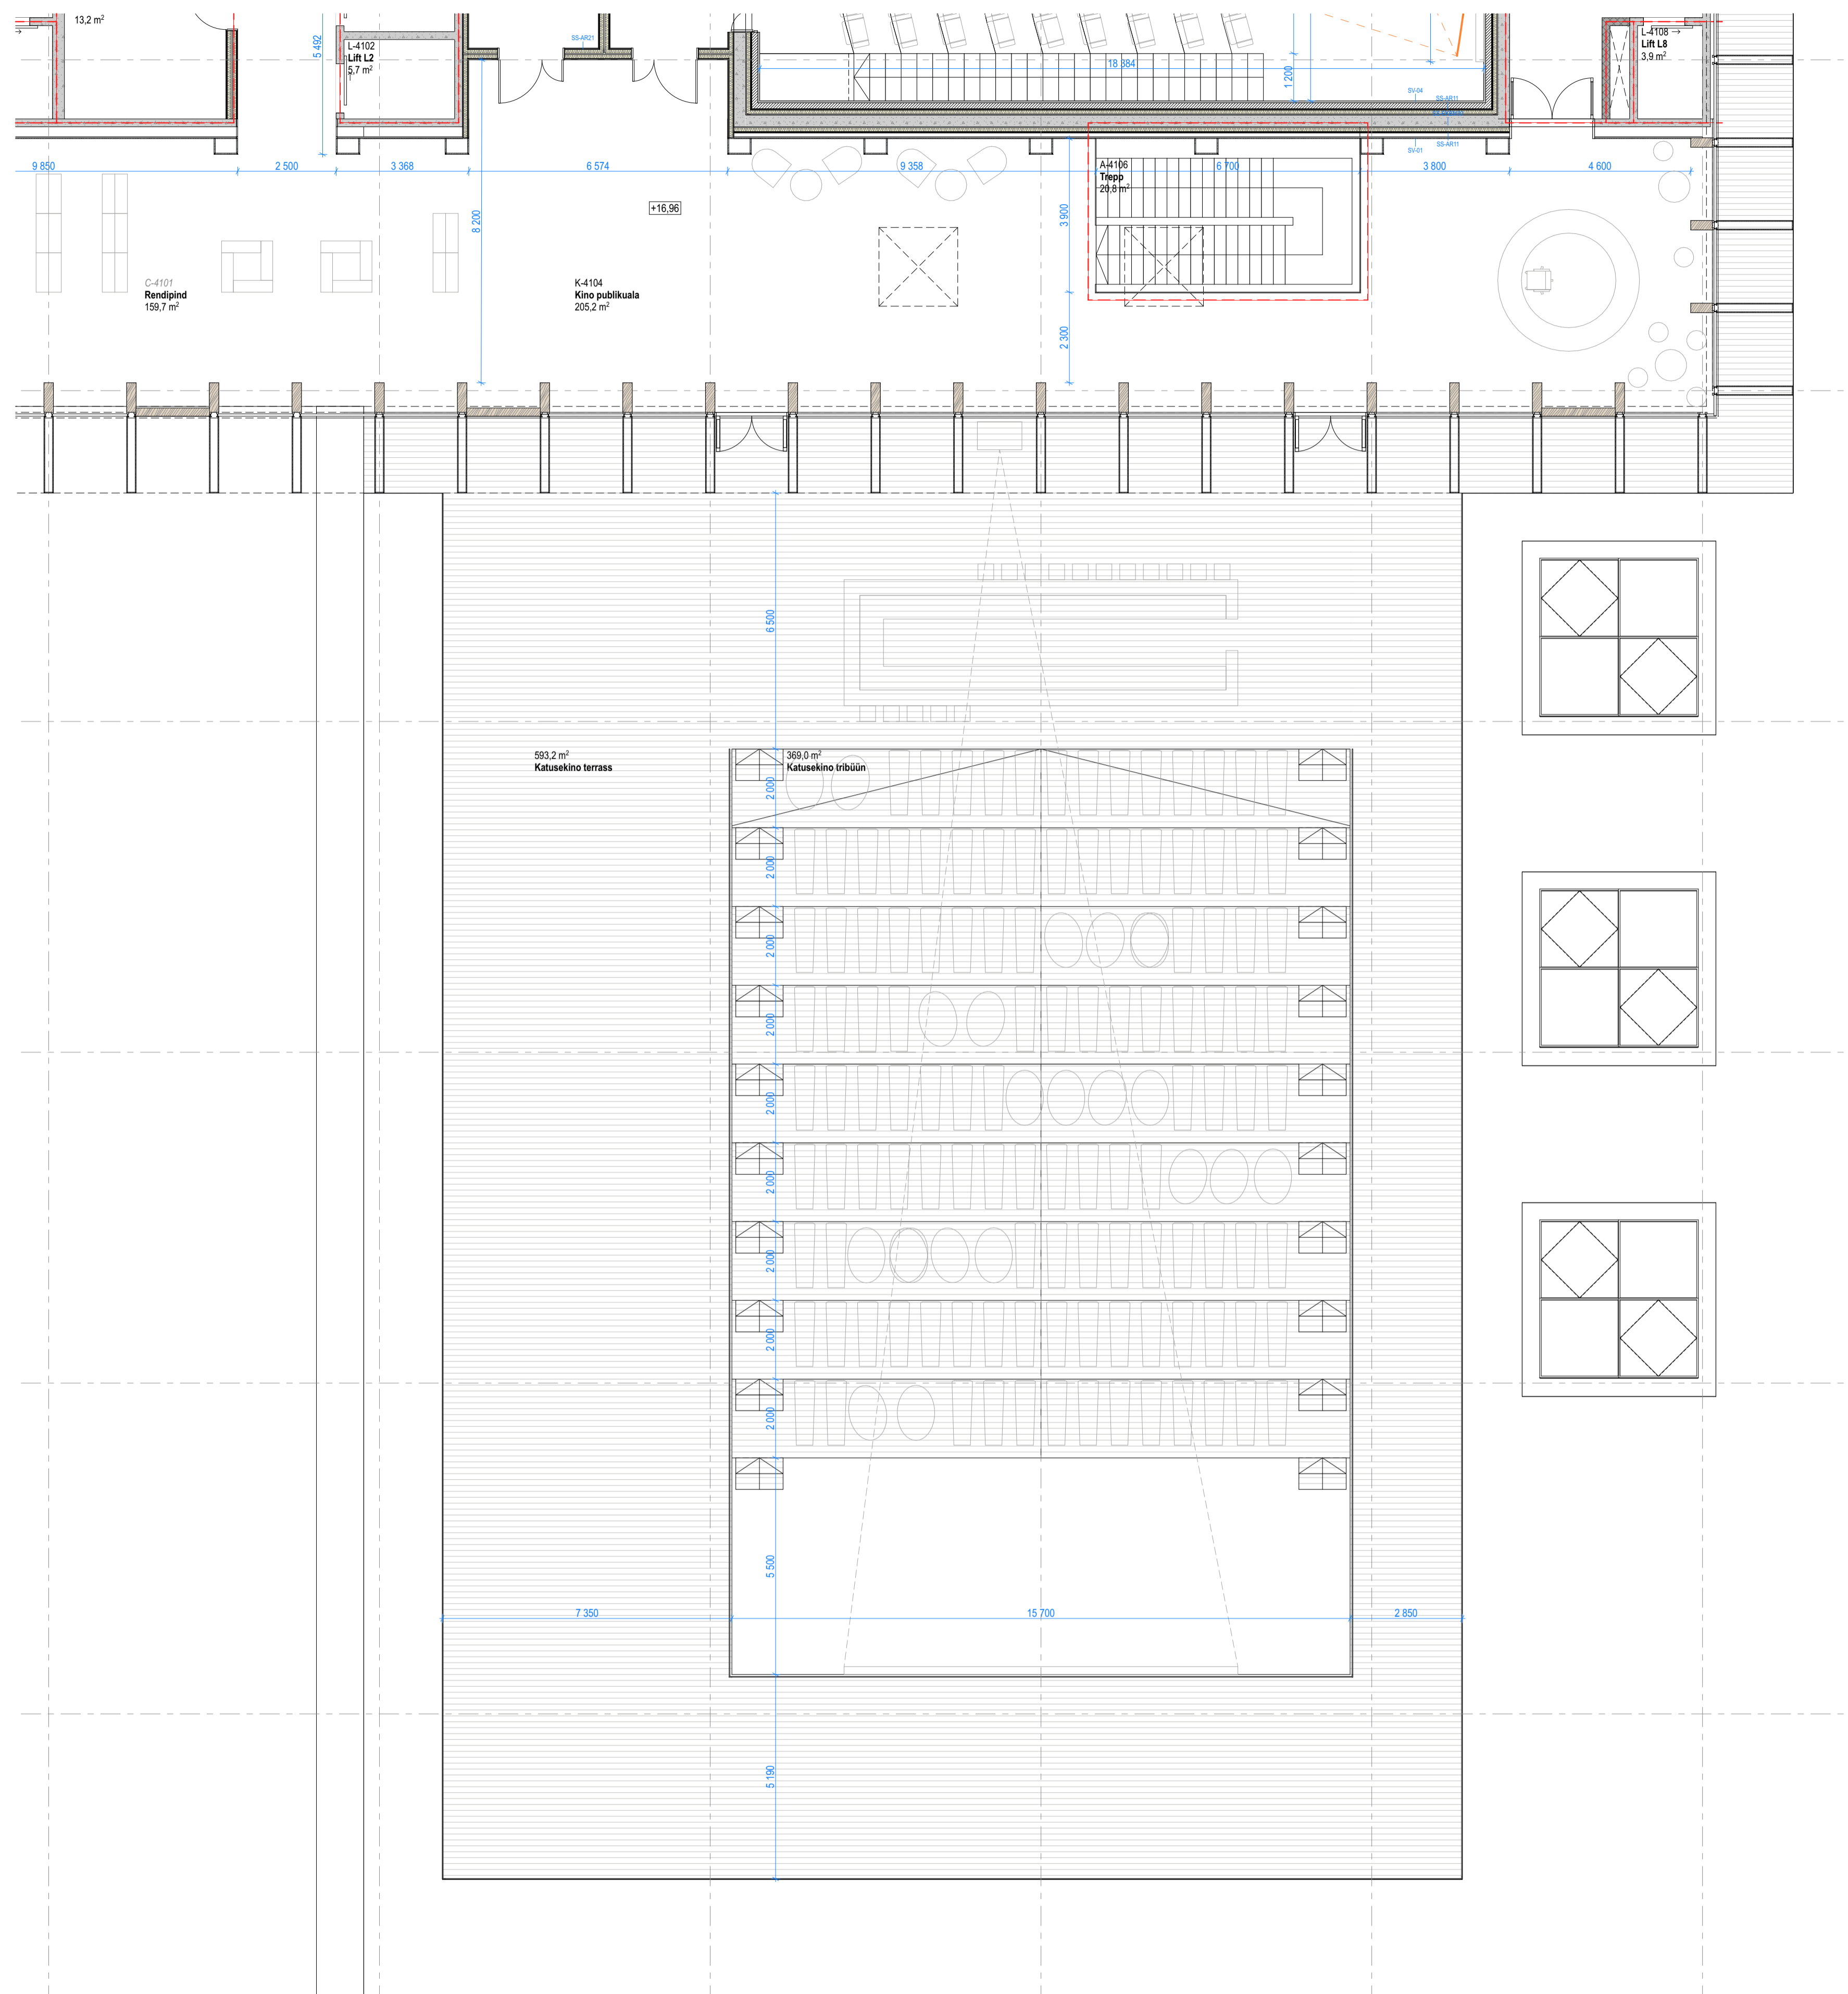 13,2 m²
5 492
L-4102
Lift L2
5,7 m²
SS-AR21
18 384
1 200
SV-04
SS-AR11
L-4108
Lift L8
3,9 m²
SS-AR11
SV-01
9 850
2 500
3 368
6 574
9 358
6 700
3 800
4 600
A-4106
Trepp
20,8 m²
+16,96
8 200
3 900
2 300
C-4101
Rendipind
159,7 m²
K-4104
Kino publikuala
205,2 m²
6 500
593,2 m²
Katusekino terrass
369,0 m²
Katusekino tribüün
2 000
2 000
2 000
2 000
2 000
2 000
2 000
2 000
2 000
5 500
7 350
15 700
2 850
5 190